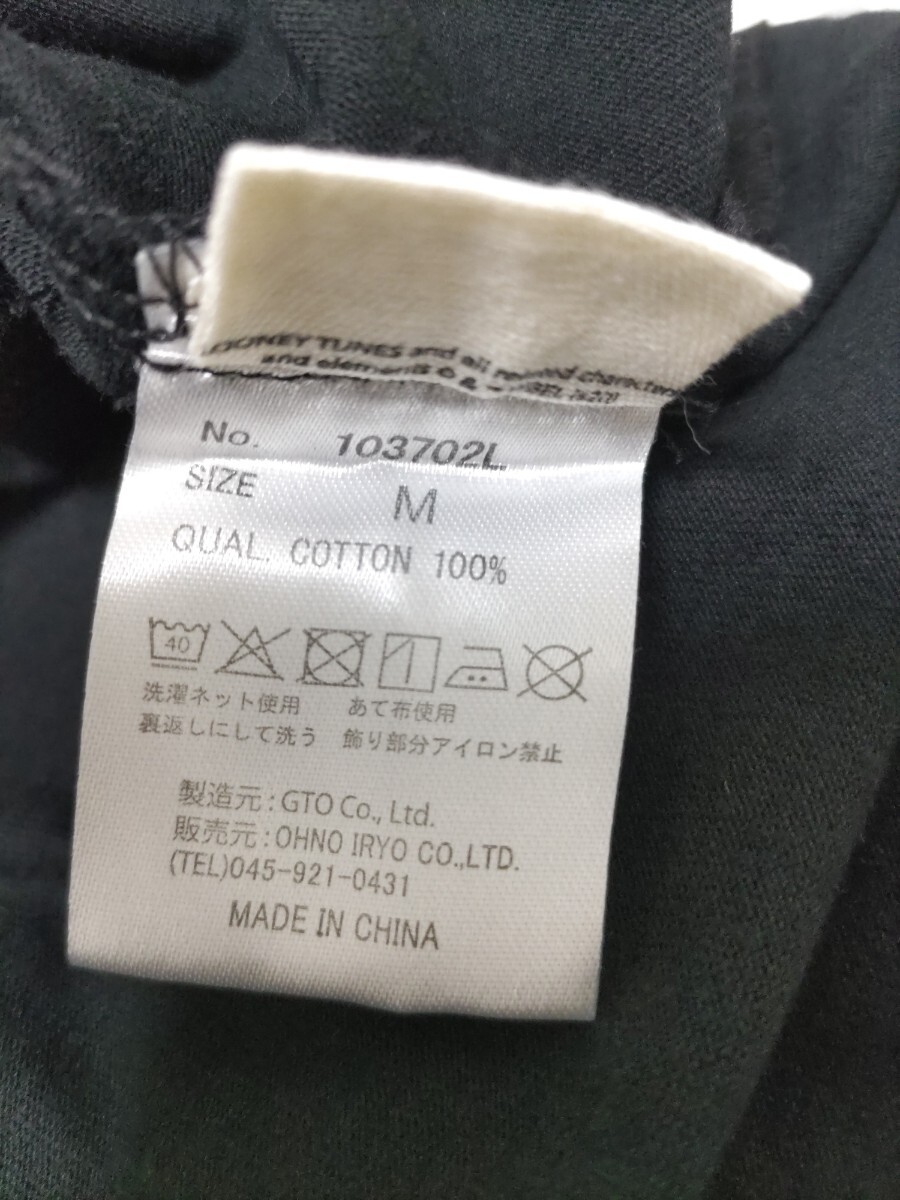 LOONEY TUNES and all related characters
and elements © &
No. 103702L
SIZE M
QUAL. COTTON 100%
40
洗濯ネット使用 あて布使用
裏返しにして洗う 飾り部分アイロン禁止
製造元:GTO Co., Ltd.
販売元:OHNO IRYO CO.,LTD.
(TEL)045-921-0431
MADE IN CHINA